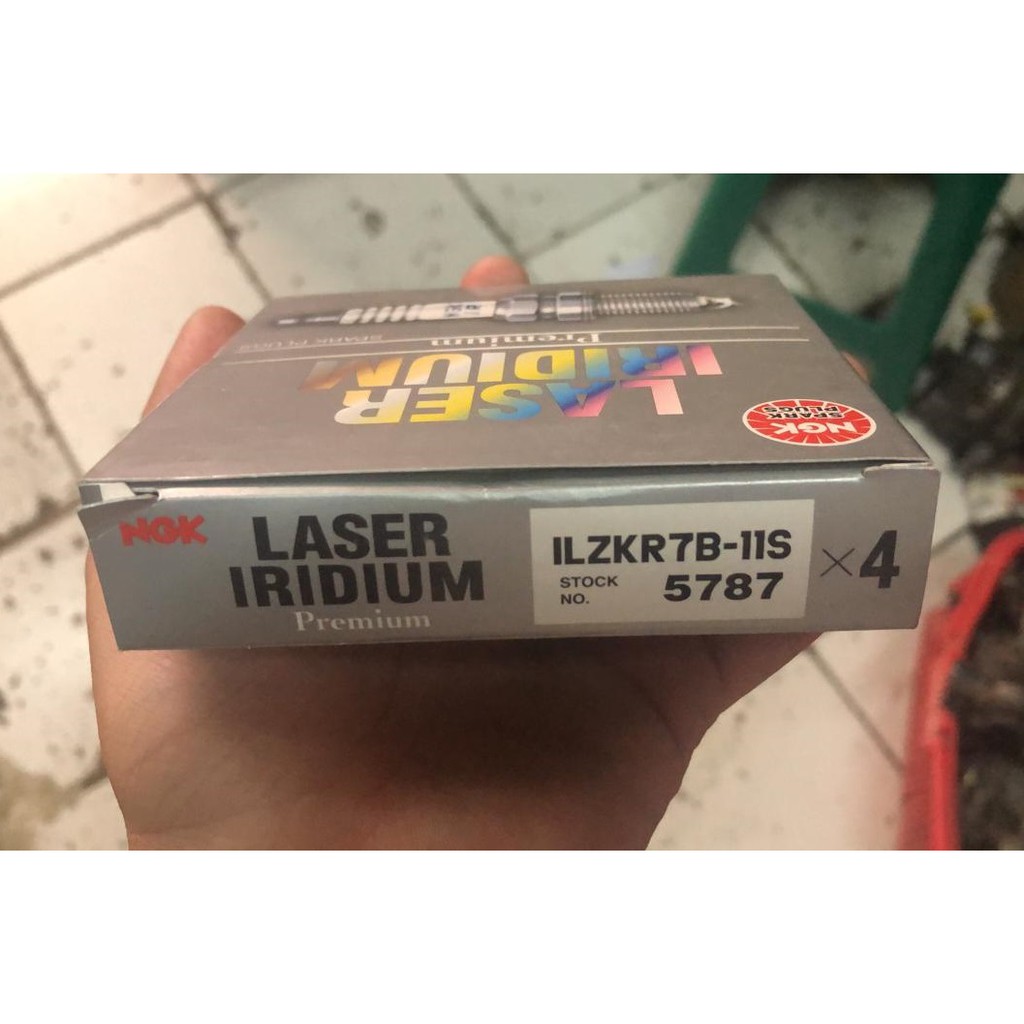 SPARK PLUGS
Premium
LASER
IRIDIUM
NGK
SPARK
PLUGS
NGK
LASER
IRIDIUM
Premium
ILZKR7B-11S
STOCK
NO. 5787
×4